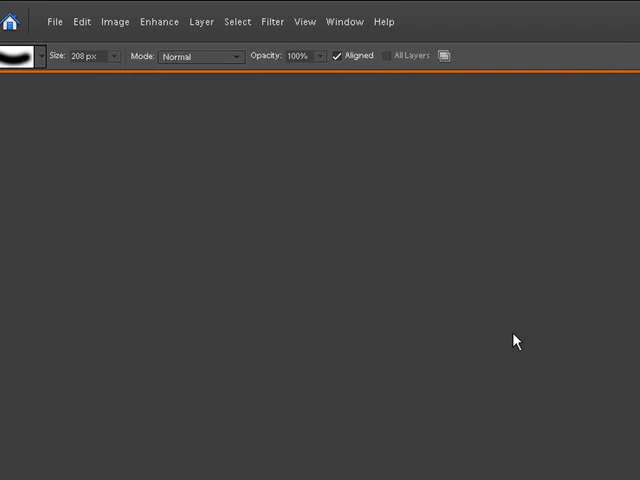 File Edit Image Enhance Layer Select Filter View Window Help
Size: 208 px Mode: Normal Opacity: 100% Aligned All Layers